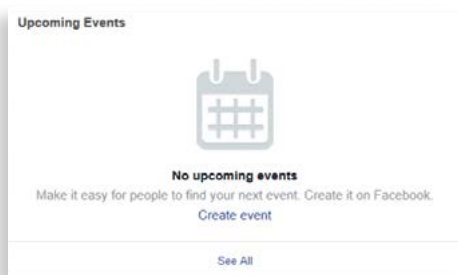 Upcoming Events
No upcoming events
Make it easy for people to find your next event. Create it on Facebook.
Create event
See All